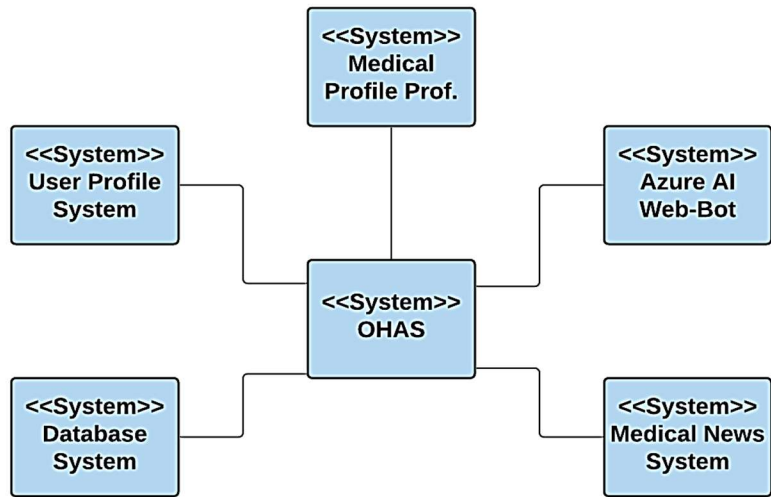 <<System>>
Medical
Profile Prof.
<<System>>
User Profile
System
<<System>>
Azure AI
Web-Bot
<<System>>
OHAS
<<System>>
Database
System
<<System>>
Medical News
System